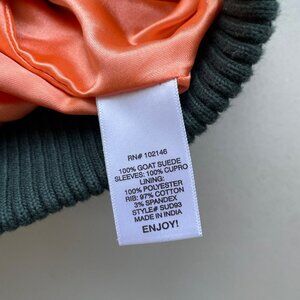 RN# 102146
100% GOAT SUEDE
SLEEVES: 100% CUPRO
LINING:
100% POLYESTER
RIB: 97% COTTON
3% SPANDEX
STYLE# SUD93
MADE IN INDIA
ENJOY!